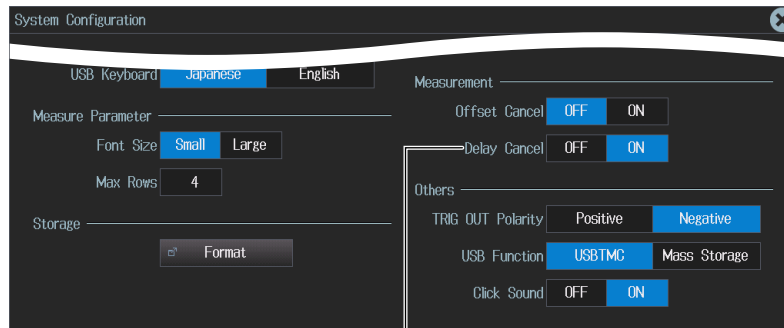 System Configuration
USB Keyboard Japanese English
Measure Parameter
Font Size Small Large
Max Rows 4
Storage
Format
Measurement
Offset Cancel OFF ON
Delay Cancel OFF ON
Others
TRIG OUT Polarity Positive Negative
USB Function USBTMC Mass Storage
Click Sound OFF ON